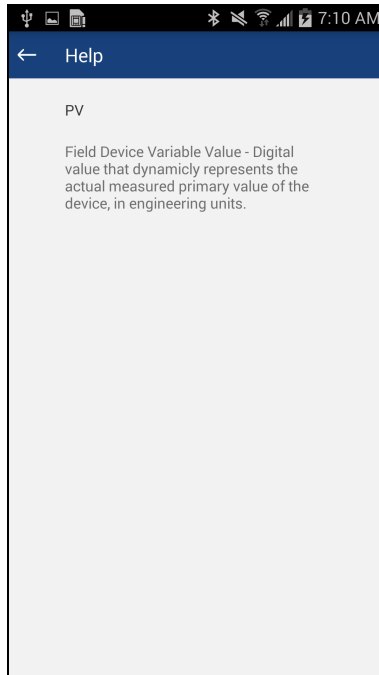 7:10 AM
Help
PV
Field Device Variable Value - Digital
value that dynamicly represents the
actual measured primary value of the
device, in engineering units.